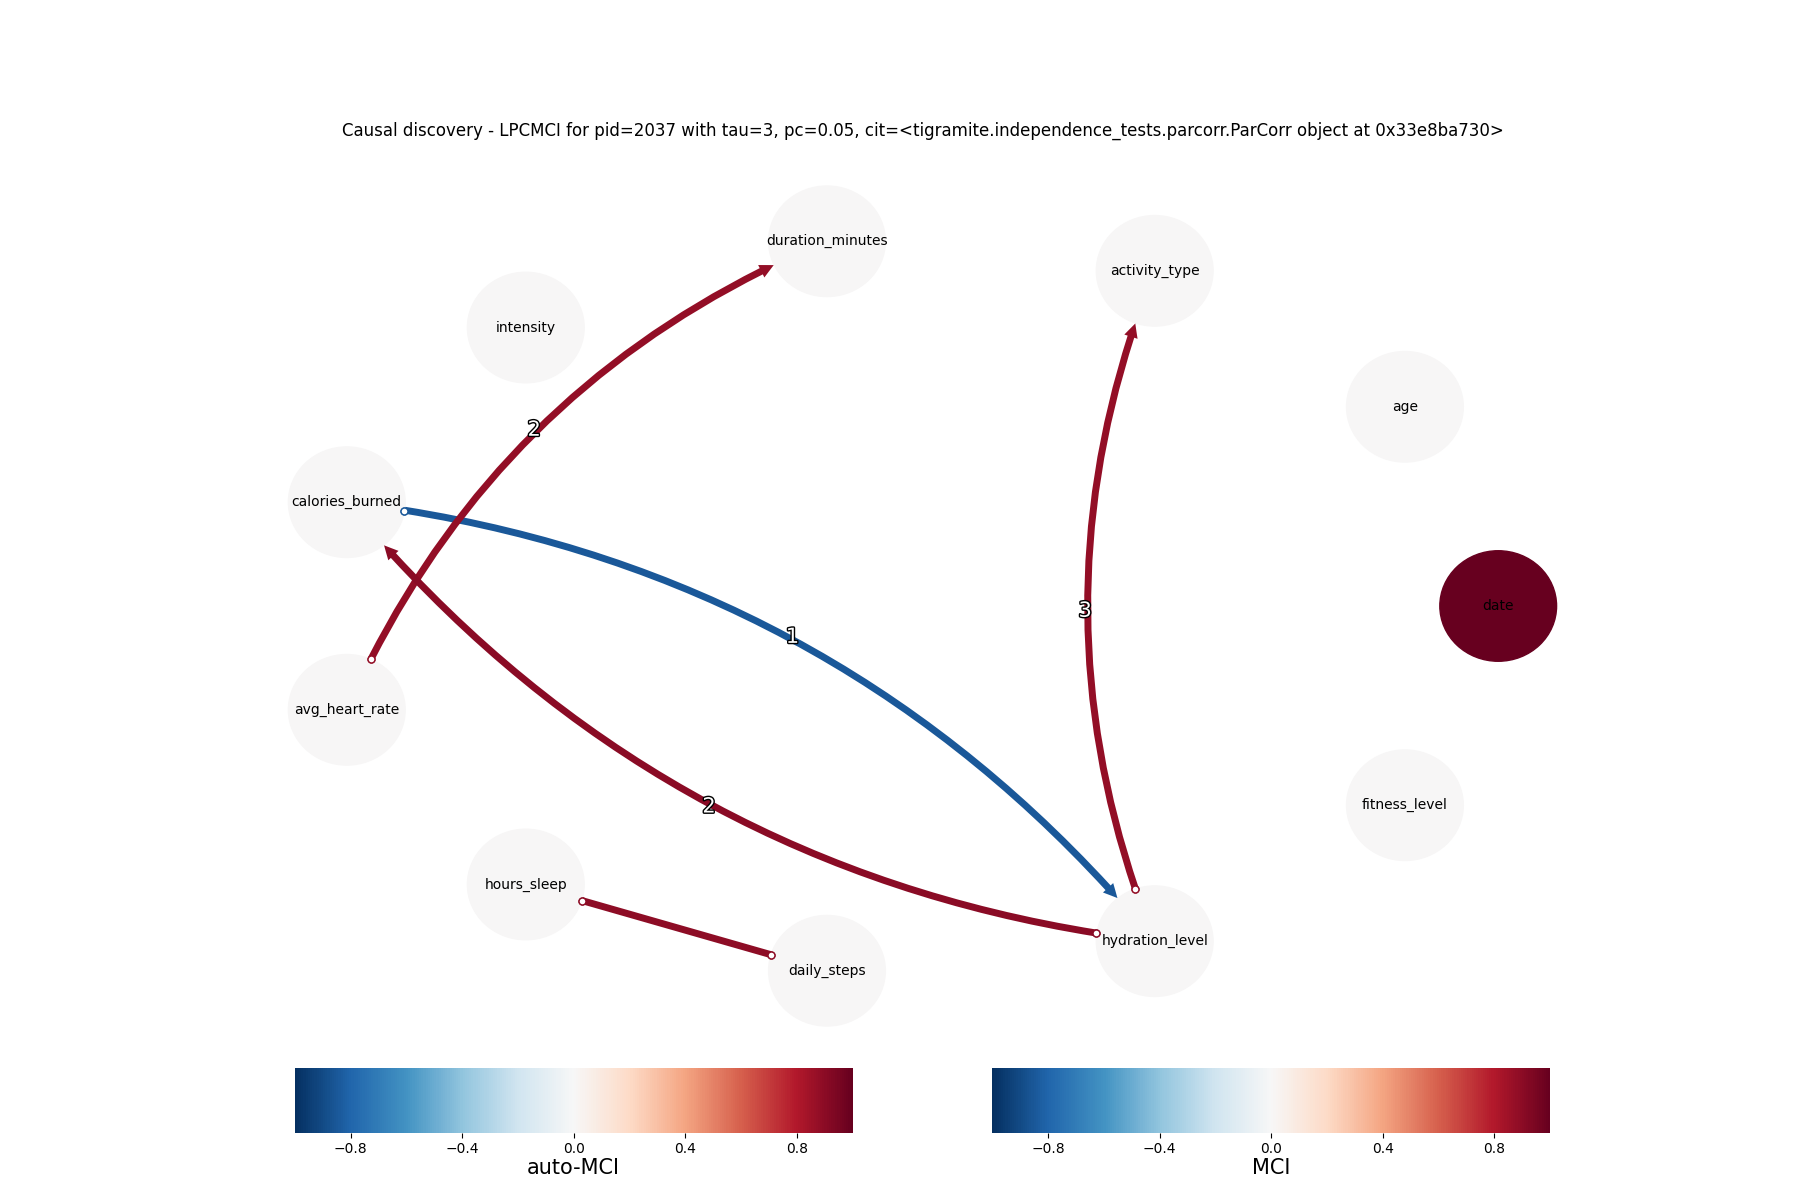 Causal discovery - LPCMCI for pid=2037 with tau=3, pc=0.05, cit=<tigramite.independence_tests.parcorr.ParCorr object at 0x33e8ba730>
duration_minutes
activity_type
intensity
age
2
calories_burned
date
3
1
avg_heart_rate
2
fitness_level
hours_sleep
hydration_level
daily_steps
−0.8 −0.4 0.0 0.4 0.8
auto-MCI
−0.8 −0.4 0.0 0.4 0.8
MCI